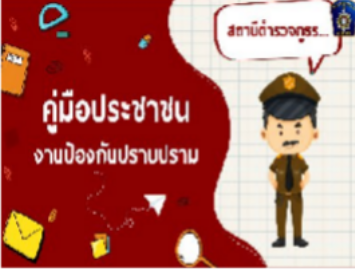 สถานีตำรวจภูธร...
คู่มือประชาชน
งานป้องกันปราบปราม